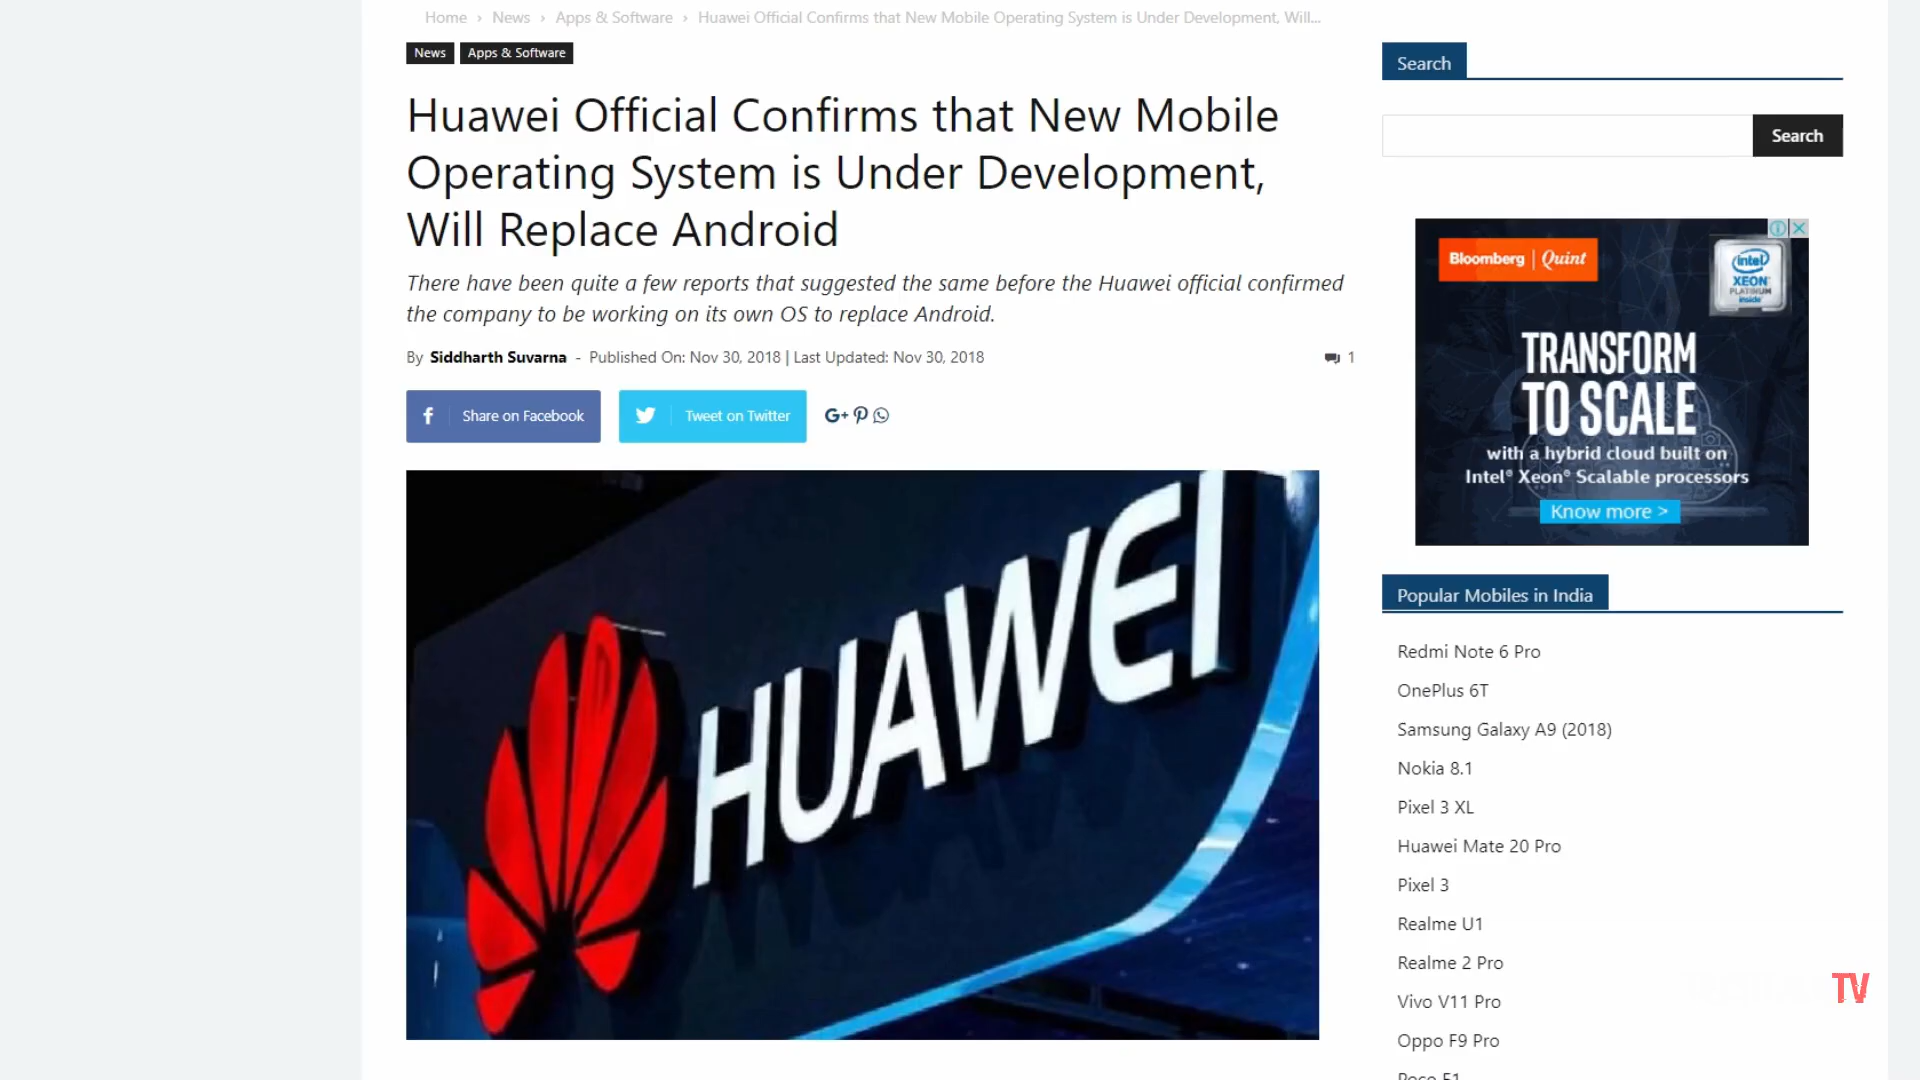 Home › News › Apps & Software › Huawei Official Confirms that New Mobile Operating System is Under Development, Will...
News Apps & Software
Huawei Official Confirms that New Mobile
Operating System is Under Development,
Will Replace Android
There have been quite a few reports that suggested the same before the Huawei official confirmed
the company to be working on its own OS to replace Android.
By Siddharth Suvarna - Published On: Nov 30, 2018 | Last Updated: Nov 30, 2018
1
Share on Facebook
Tweet on Twitter
G+
HUAWEI
Search
Search
Bloomberg | Quint
intel
XEON
PLATINUM
inside
TRANSFORM
TO SCALE
with a hybrid cloud built on
Intel® Xeon® Scalable processors
Know more >
Popular Mobiles in India
Redmi Note 6 Pro
OnePlus 6T
Samsung Galaxy A9 (2018)
Nokia 8.1
Pixel 3 XL
Huawei Mate 20 Pro
Pixel 3
Realme U1
Realme 2 Pro
Vivo V11 Pro
Oppo F9 Pro
Poco F1
TV